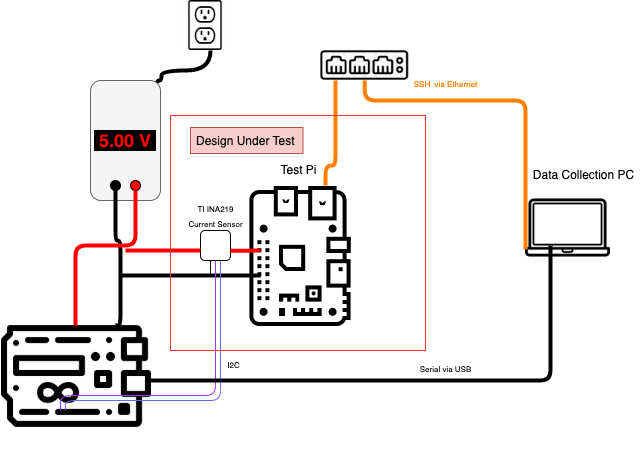 SSH via Ethernet
5.00 V
Design Under Test
Test Pi
Data Collection PC
TI INA219
Current Sensor
I2C
Serial via USB